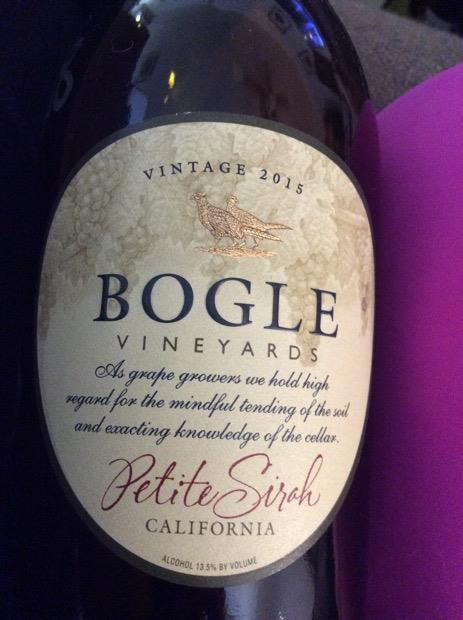 VINTAGE 2015
BOGLE
VINEYARDS
As grape growers we hold high
regard for the mindful tending of the soil
and exacting knowledge of the cellar.
Petite Sirah
CALIFORNIA
ALCOHOL 13.5% BY VOLUME